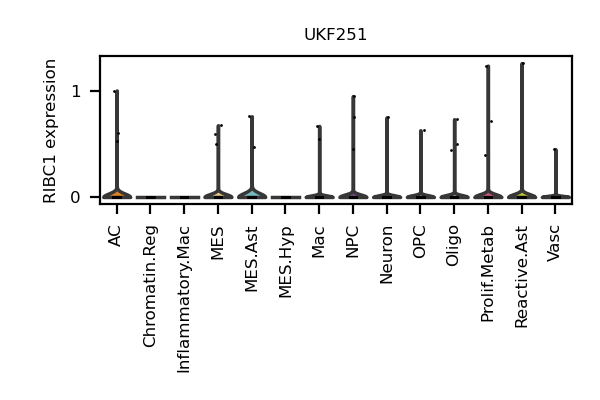 UKF251
RIBC1 expression
1
0
AC
Chromatin.Reg
Inflammatory.Mac
MES
MES.Ast
MES.Hyp
Mac
NPC
Neuron
OPC
Oligo
Prolif.Metab
Reactive.Ast
Vasc